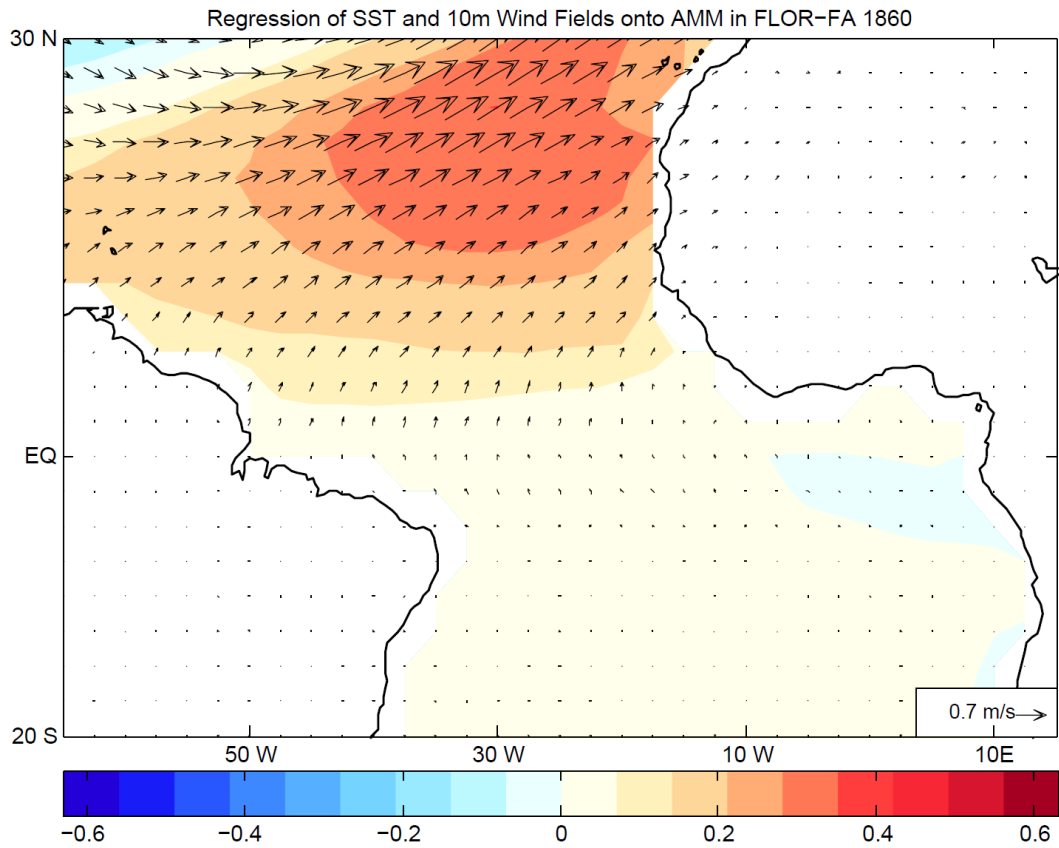 Regression of SST and 10m Wind Fields onto AMM in FLOR−FA 1860
30 N
EQ
20 S
0.7 m/s
50 W 30 W 10 W 10E
−0.6 −0.4 −0.2 0 0.2 0.4 0.6